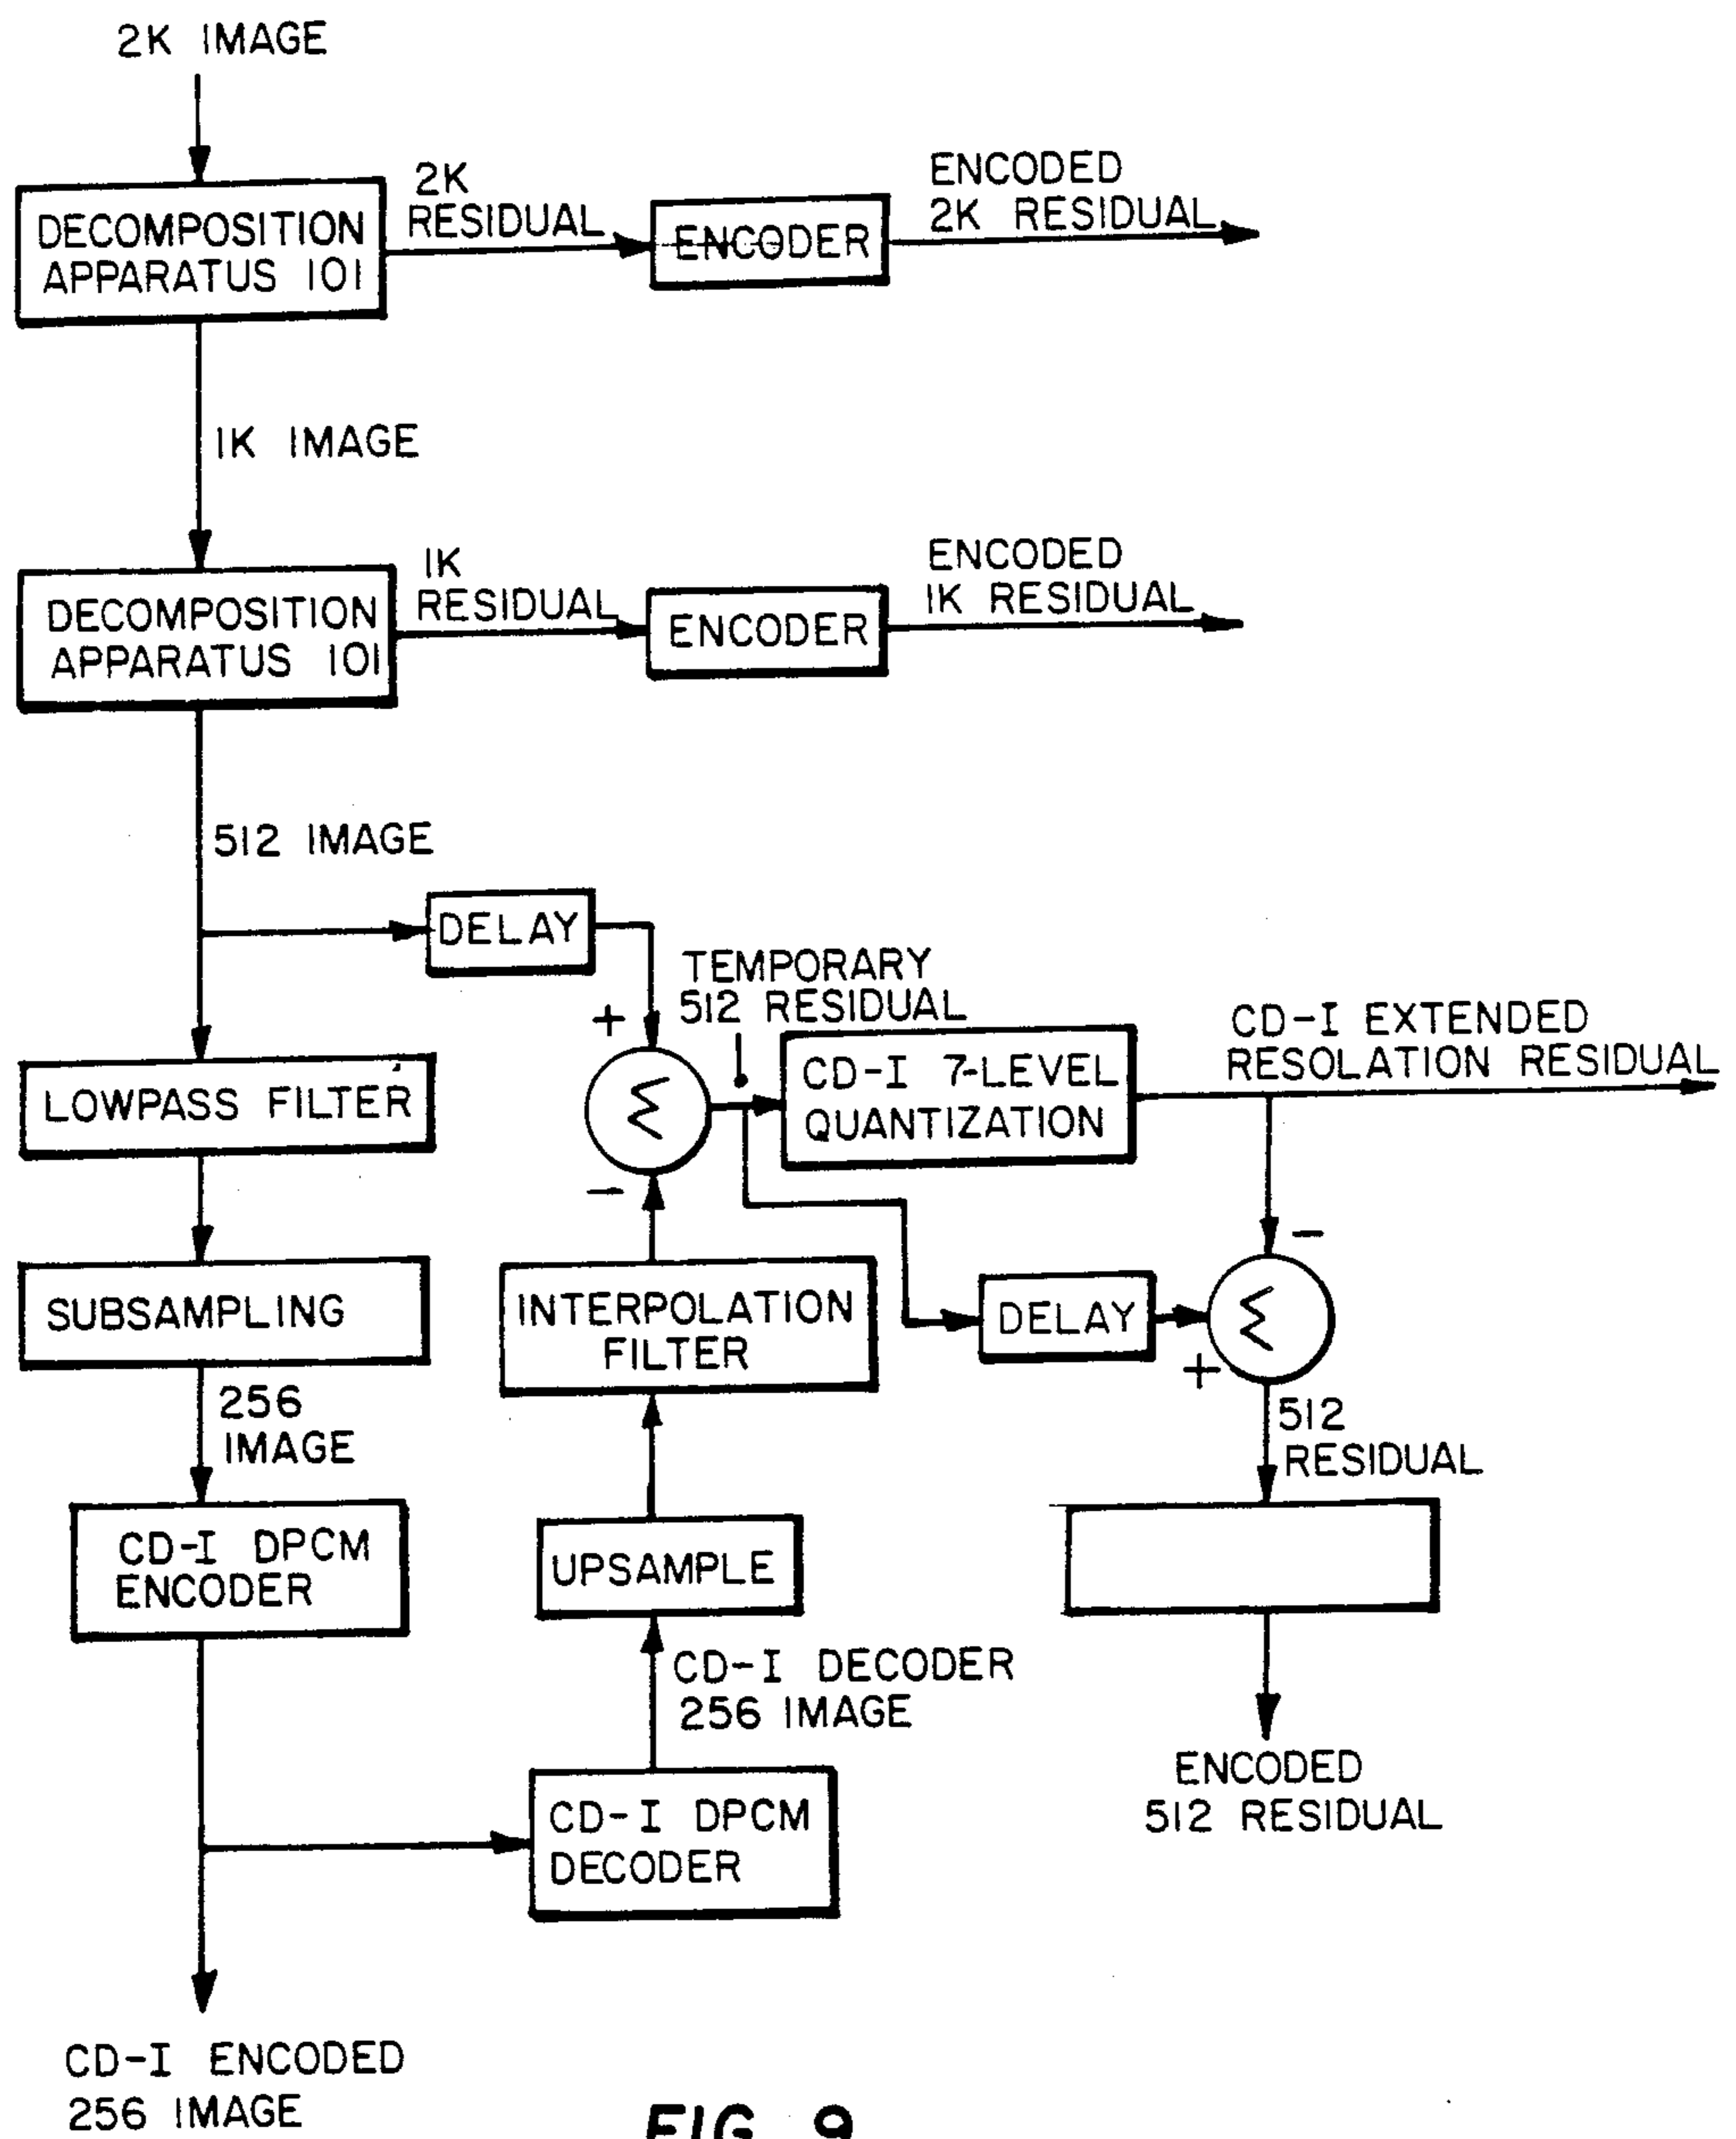 2K IMAGE
2K
RESIDUAL
ENCODED
2K RESIDUAL
DECOMPOSITION
APPARATUS 101
ENCODER
1K IMAGE
1K
RESIDUAL
ENCODED
1K RESIDUAL
DECOMPOSITION
APPARATUS 101
ENCODER
512 IMAGE
DELAY
TEMPORARY
512 RESIDUAL
+
Σ
−
CD-I 7-LEVEL
QUANTIZATION
CD-I EXTENDED
RESOLATION RESIDUAL
LOWPASS FILTER
SUBSAMPLING
INTERPOLATION
FILTER
DELAY
−
Σ
+
256
IMAGE
512
RESIDUAL
CD-I DPCM
ENCODER
UPSAMPLE
CD-I DECODER
256 IMAGE
ENCODED
512 RESIDUAL
CD-I DPCM
DECODER
CD-I ENCODED
256 IMAGE
FIG. 9